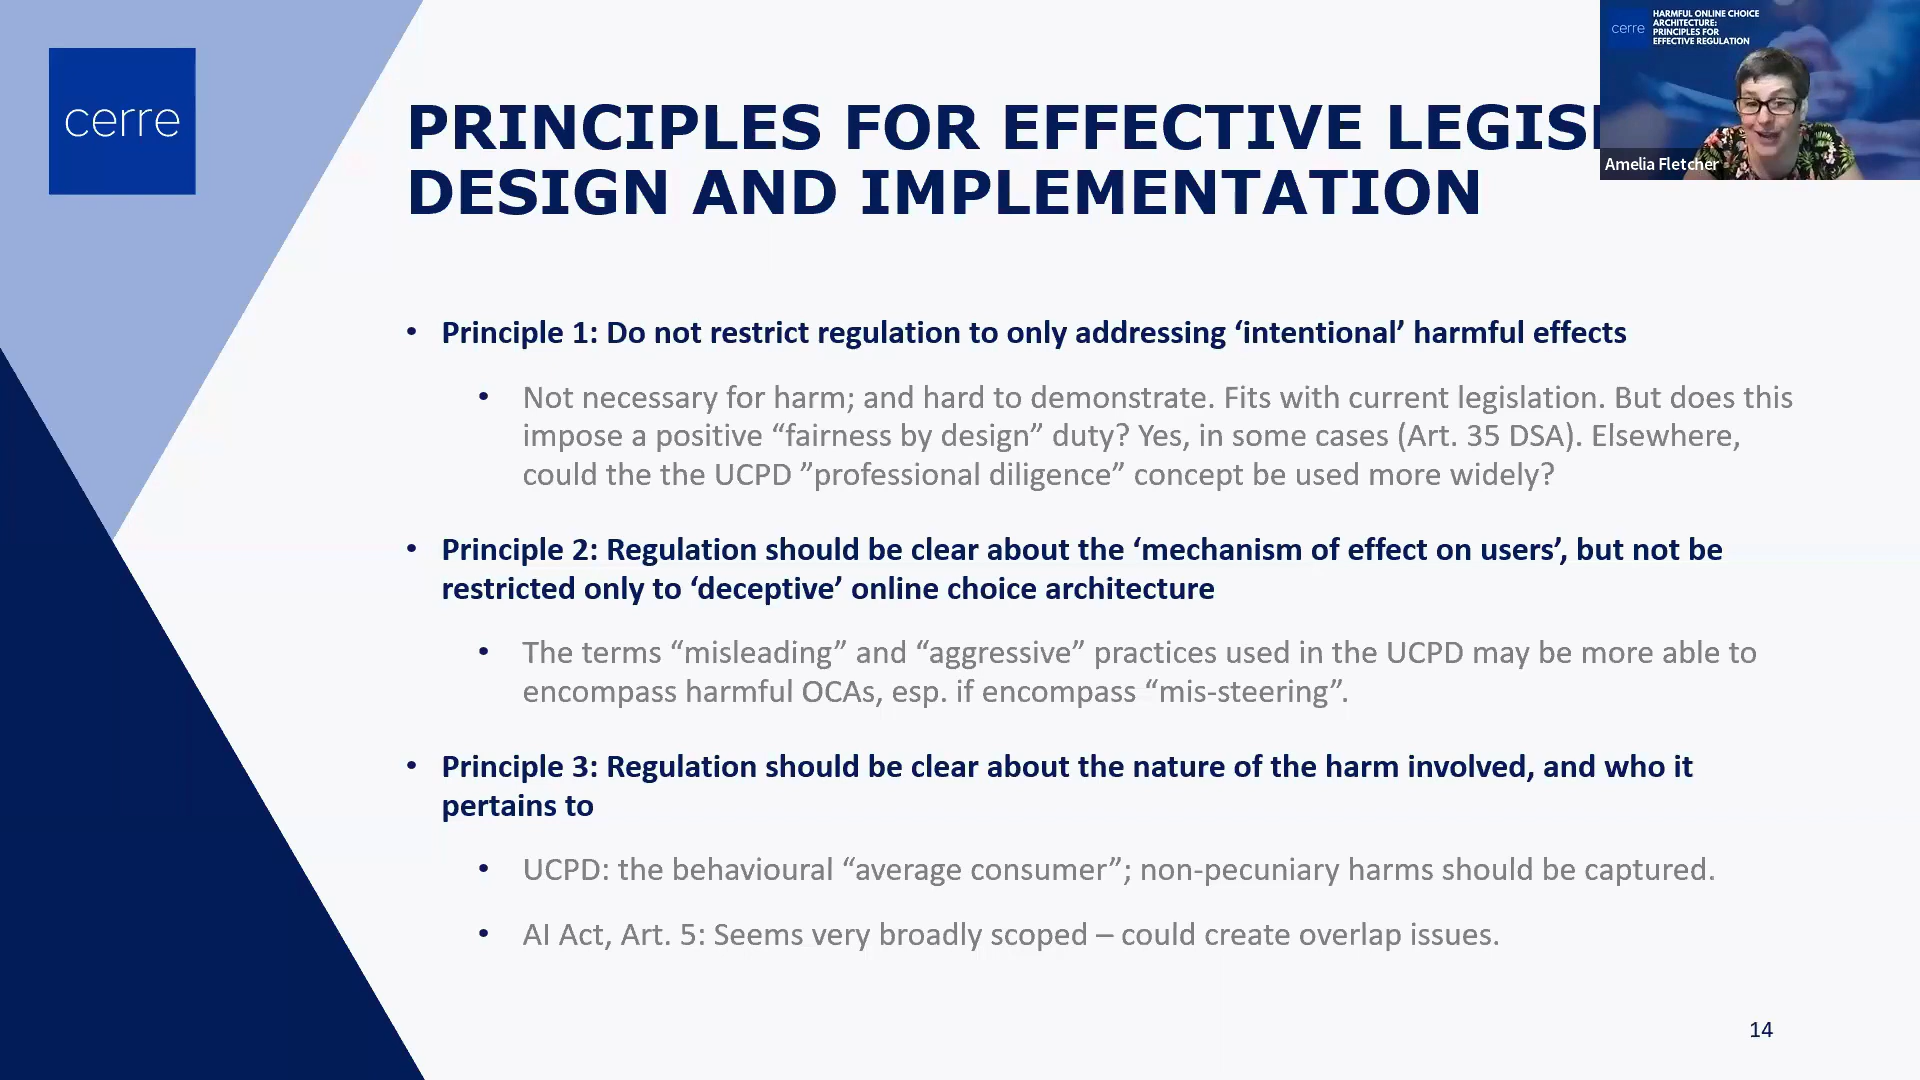 cerre
cerre
HARMFUL ONLINE CHOICE
ARCHITECTURE:
PRINCIPLES FOR
EFFECTIVE REGULATION
Amelia Fletcher
PRINCIPLES FOR EFFECTIVE LEGIS
DESIGN AND IMPLEMENTATION
• Principle 1: Do not restrict regulation to only addressing ‘intentional’ harmful effects
• Not necessary for harm; and hard to demonstrate. Fits with current legislation. But does this
impose a positive “fairness by design” duty? Yes, in some cases (Art. 35 DSA). Elsewhere,
could the the UCPD ”professional diligence” concept be used more widely?
• Principle 2: Regulation should be clear about the ‘mechanism of effect on users’, but not be
restricted only to ‘deceptive’ online choice architecture
• The terms “misleading” and “aggressive” practices used in the UCPD may be more able to
encompass harmful OCAs, esp. if encompass “mis-steering”.
• Principle 3: Regulation should be clear about the nature of the harm involved, and who it
pertains to
• UCPD: the behavioural “average consumer”; non-pecuniary harms should be captured.
• AI Act, Art. 5: Seems very broadly scoped – could create overlap issues.
14